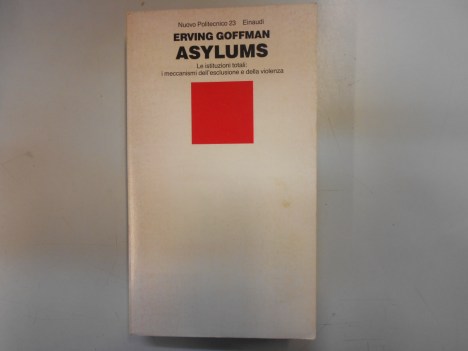 Nuovo Politecnico 23 Einaudi
ERVING GOFFMAN
ASYLUMS
Le istituzioni totali:
i meccanismi dell'esclusione e della violenza